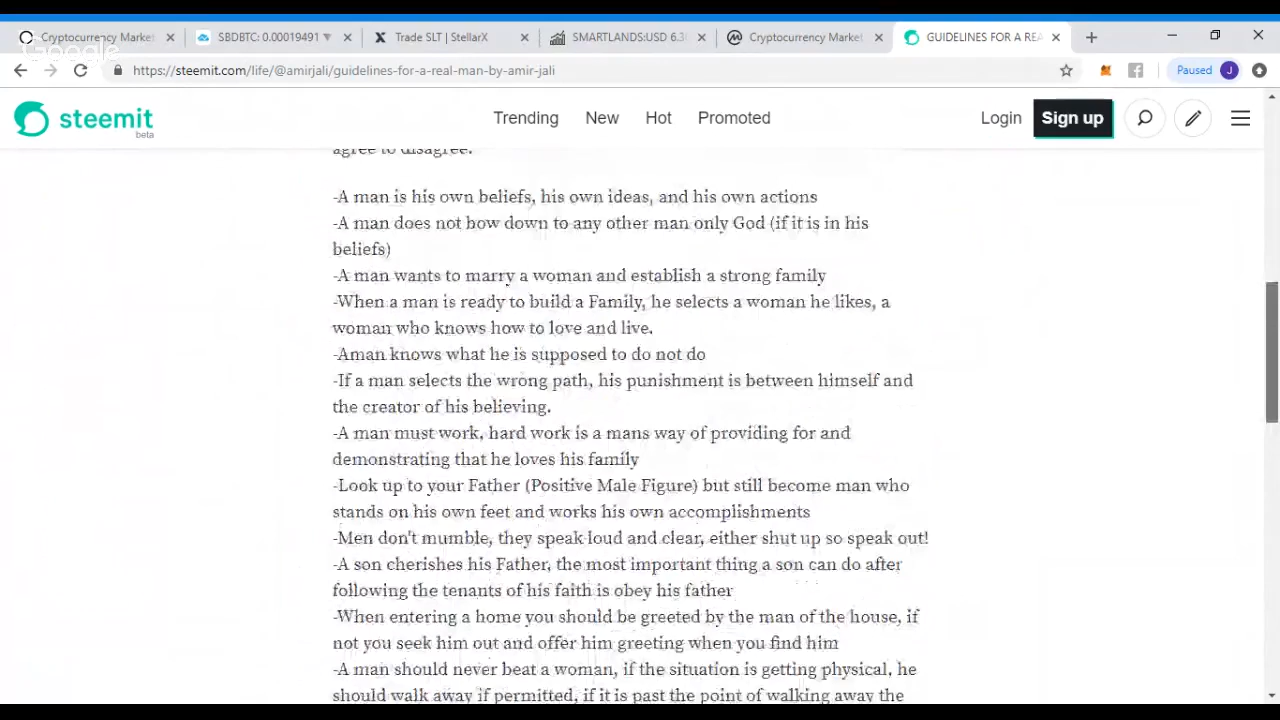 Cryptocurrency Marke
SBDBTC: 0.00019491 ▼
Trade SLT | StellarX
SMARTLANDS:USD 6.3
Cryptocurrency Market
GUIDELINES FOR A REA
Google
https://steemit.com/life/@amirjali/guidelines-for-a-real-man-by-amir-jali
Paused
J
steemit
beta
Trending
New
Hot
Promoted
Login
Sign up
agree to disagree.
-A man is his own beliefs, his own ideas, and his own actions
-A man does not bow down to any other man only God (if it is in his
beliefs)
-A man wants to marry a woman and establish a strong family
-When a man is ready to build a Family, he selects a woman he likes, a
woman who knows how to love and live.
-Aman knows what he is supposed to do not do
-If a man selects the wrong path, his punishment is between himself and
the creator of his believing.
-A man must work, hard work is a mans way of providing for and
demonstrating that he loves his family
-Look up to your Father (Positive Male Figure) but still become man who
stands on his own feet and works his own accomplishments
-Men don't mumble, they speak loud and clear, either shut up so speak out!
-A son cherishes his Father, the most important thing a son can do after
following the tenants of his faith is obey his father
-When entering a home you should be greeted by the man of the house, if
not you seek him out and offer him greeting when you find him
-A man should never beat a woman, if the situation is getting physical, he
should walk away if permitted, if it is past the point of walking away the